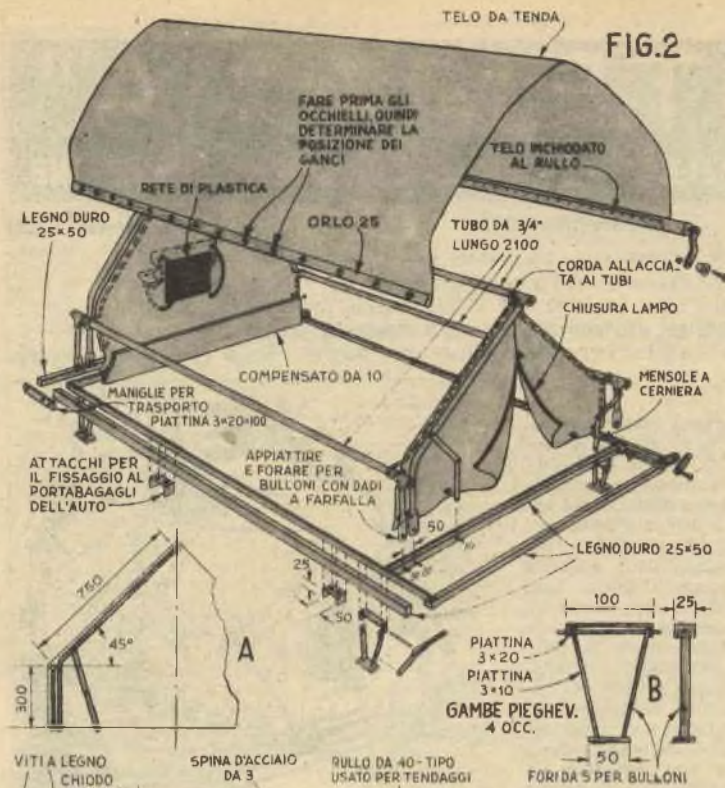 TELO DA TENDA
FIG.2
FARE PRIMA GLI
OCCHIELLI, QUINDI
DETERMINARE LA
POSIZIONE DEI
GANCI
TELO INCHIODATO
AL RULLO
RETE DI PLASTICA
LEGNO DURO
25×50
ORLO 25
TUBO DA 3/4"
LUNGO 2100
CORDA ALLACCIA-
TA AI TUBI
CHIUSURA LAMPO
COMPENSATO DA 10
MENSOLE A
CERNIERA
MANIGLIE PER
TRASPORTO
PIATTINA 3×20×100
ATTACCHI PER
IL FISSAGGIO AL
PORTABAGAGLI
DELL'AUTO
APPIATTIRE
E FORARE PER
BULLONI CON DADI
A FARFALLA
50
LEGNO DURO 25×50
25
50
750
45°
A
300
100
25
PIATTINA
3×20
PIATTINA
3×10
B
GAMBE PIEGHEV.
4 OCC.
50
FORI DA 5 PER BULLONI
VITI A LEGNO
CHIODO
SPINA D'ACCIAIO
DA 3
RULLO DA 40-TIPO
USATO PER TENDAGGI